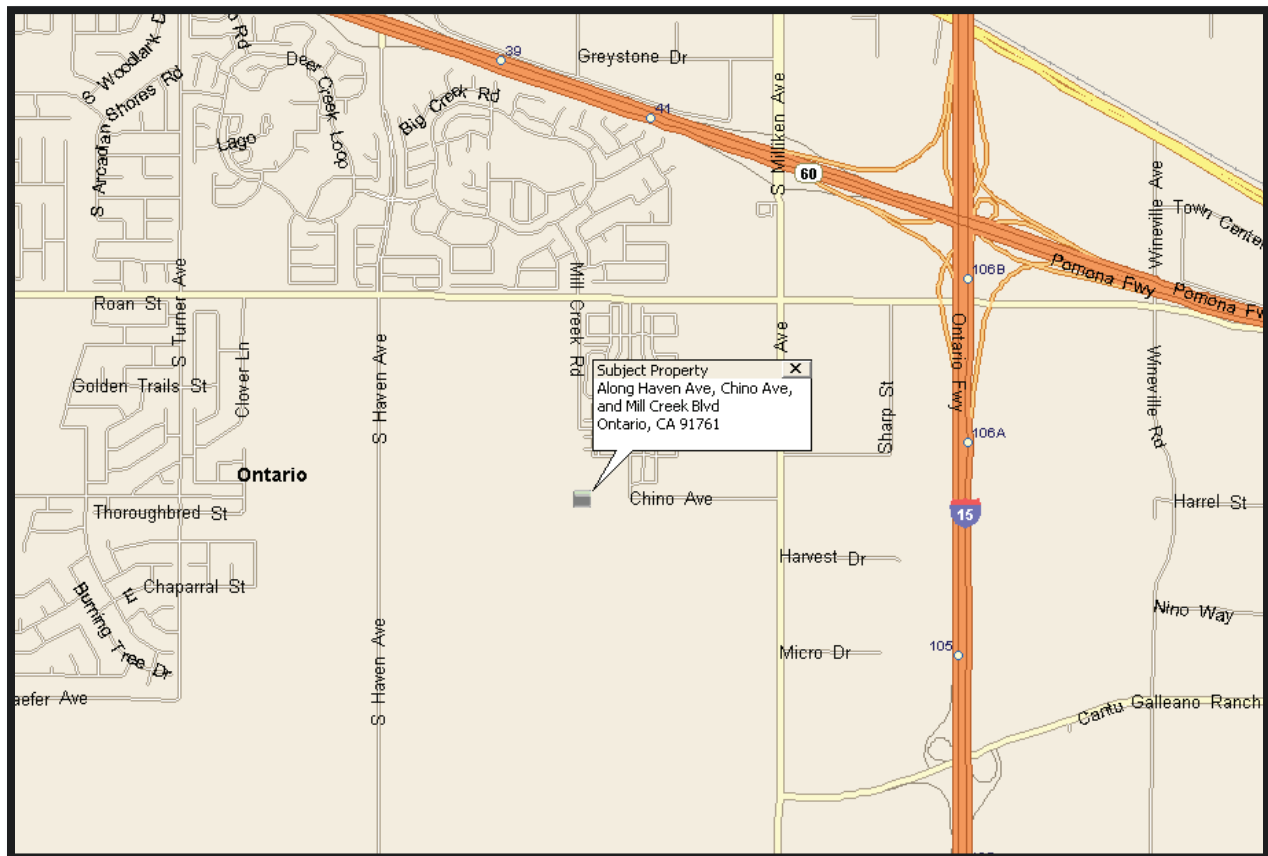 39
Greystone Dr
S Woodlark D
o Rd
Deer Creek Loop
Big Creek Rd
41
S Arcadian Shores Rd
Lago
S Milliken Ave
60
Wineville Ave
Town Center
106B
Pomona Fwy
Pomona Fw
Mill Creek Rd
S Turner Ave
Roan St
Ontario Fwy
Ave
S Haven Ave
Clover Ln
Wineville Rd
Subject Property
Along Haven Ave, Chino Ave,
and Mill Creek Blvd
Ontario, CA 91761
Golden Trails St
Sharp St
106A
Ontario
Chino Ave
Thoroughbred St
15
Harrel St
Harvest Dr
Chaparral St
E
Burning Tree Dr
Nino Way
Micro Dr
105
S Haven Ave
aefer Ave
Cantu Galleano Ranch